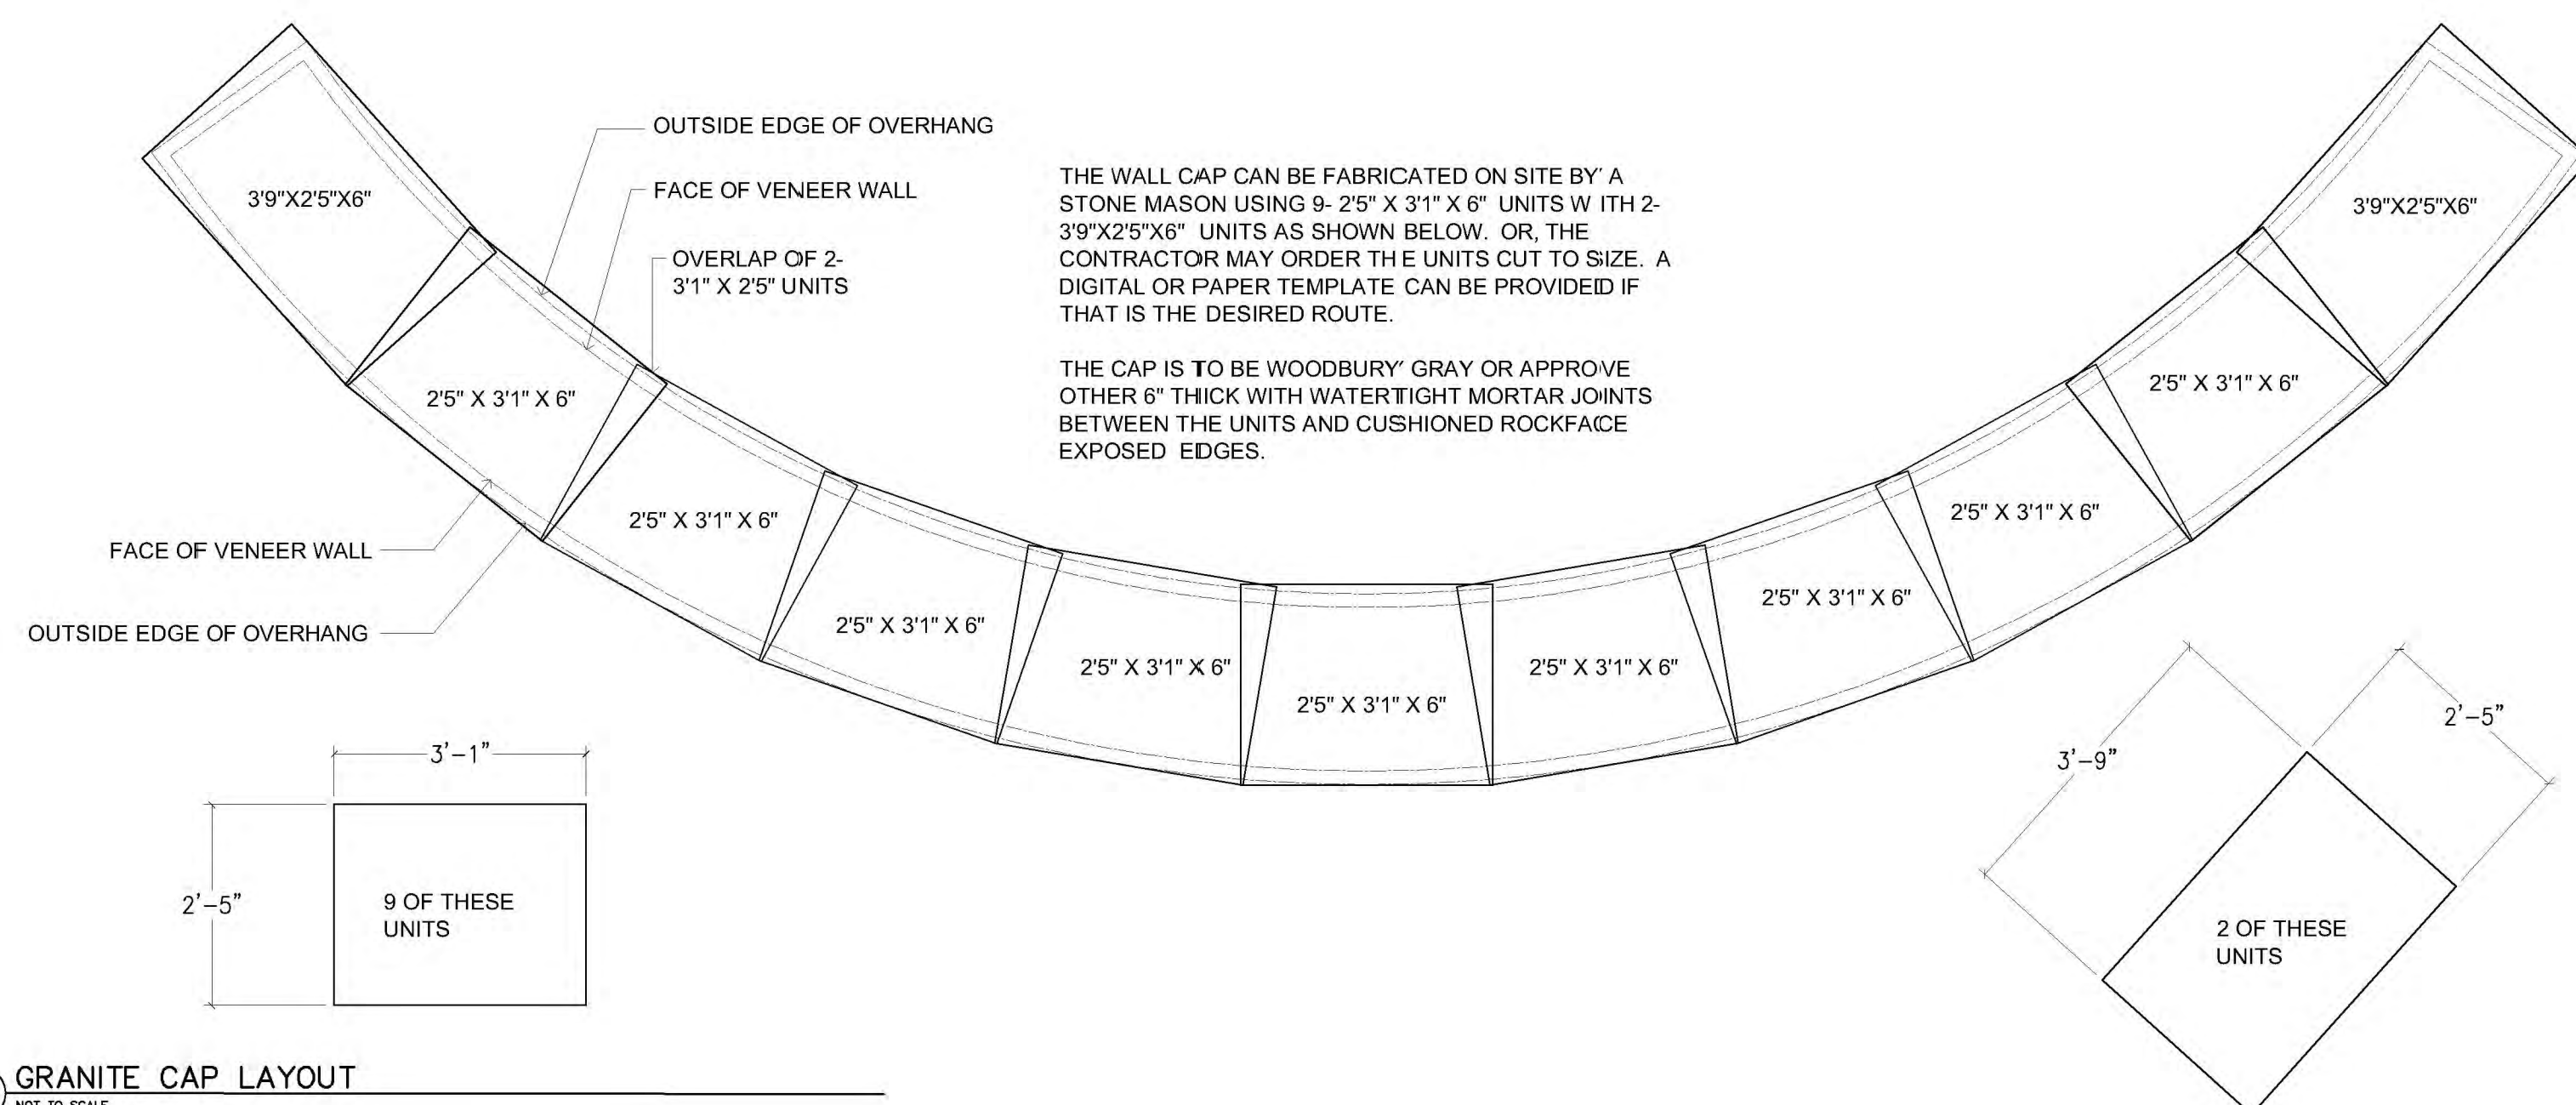 OUTSIDE EDGE OF OVERHANG
FACE OF VENEER WALL
OVERLAP OF 2-
3'1" X 2'5" UNITS
THE WALL CAP CAN BE FABRICATED ON SITE BY A
STONE MASON USING 9- 2'5" X 3'1" X 6" UNITS WITH 2-
3'9"X2'5"X6" UNITS AS SHOWN BELOW. OR, THE
CONTRACTOR MAY ORDER THE UNITS CUT TO SIZE. A
DIGITAL OR PAPER TEMPLATE CAN BE PROVIDED IF
THAT IS THE DESIRED ROUTE.
THE CAP IS TO BE WOODBURY GRAY OR APPROVE
OTHER 6" THICK WITH WATERTIGHT MORTAR JOINTS
BETWEEN THE UNITS AND CUSHIONED ROCKFACE
EXPOSED EDGES.
3'9"X2'5"X6"
2'5" X 3'1" X 6"
2'5" X 3'1" X 6"
2'5" X 3'1" X 6"
2'5" X 3'1" X 6"
2'5" X 3'1" X 6"
2'5" X 3'1" X 6"
2'5" X 3'1" X 6"
2'5" X 3'1" X 6"
2'5" X 3'1" X 6"
3'9"X2'5"X6"
FACE OF VENEER WALL
OUTSIDE EDGE OF OVERHANG
3'-1"
2'-5"
9 OF THESE
UNITS
2'-5"
3'-9"
2 OF THESE
UNITS
GRANITE CAP LAYOUT
NOT TO SCALE